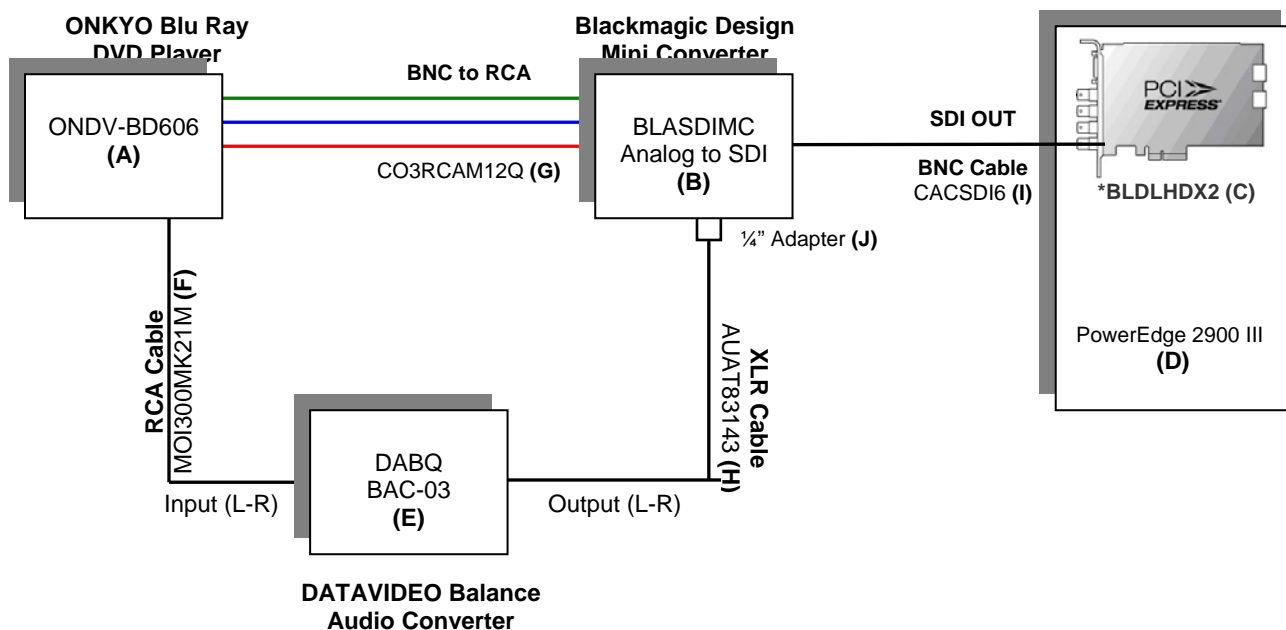 ONKYO Blu Ray
DVD Player
ONDV-BD606
(A)
BNC to RCA
CO3RCAM12Q (G)
Blackmagic Design
Mini Converter
BLASDIMC
Analog to SDI
(B)
¼” Adapter (J)
SDI OUT
BNC Cable
CACSDI6 (I)
PCI
EXPRESS®
*BLDLHDX2 (C)
PowerEdge 2900 III
(D)
RCA Cable
MOI300MK21M (F)
XLR Cable
AUAT83143 (H)
Input (L-R)
DABQ
BAC-03
(E)
Output (L-R)
DATAVIDEO Balance
Audio Converter